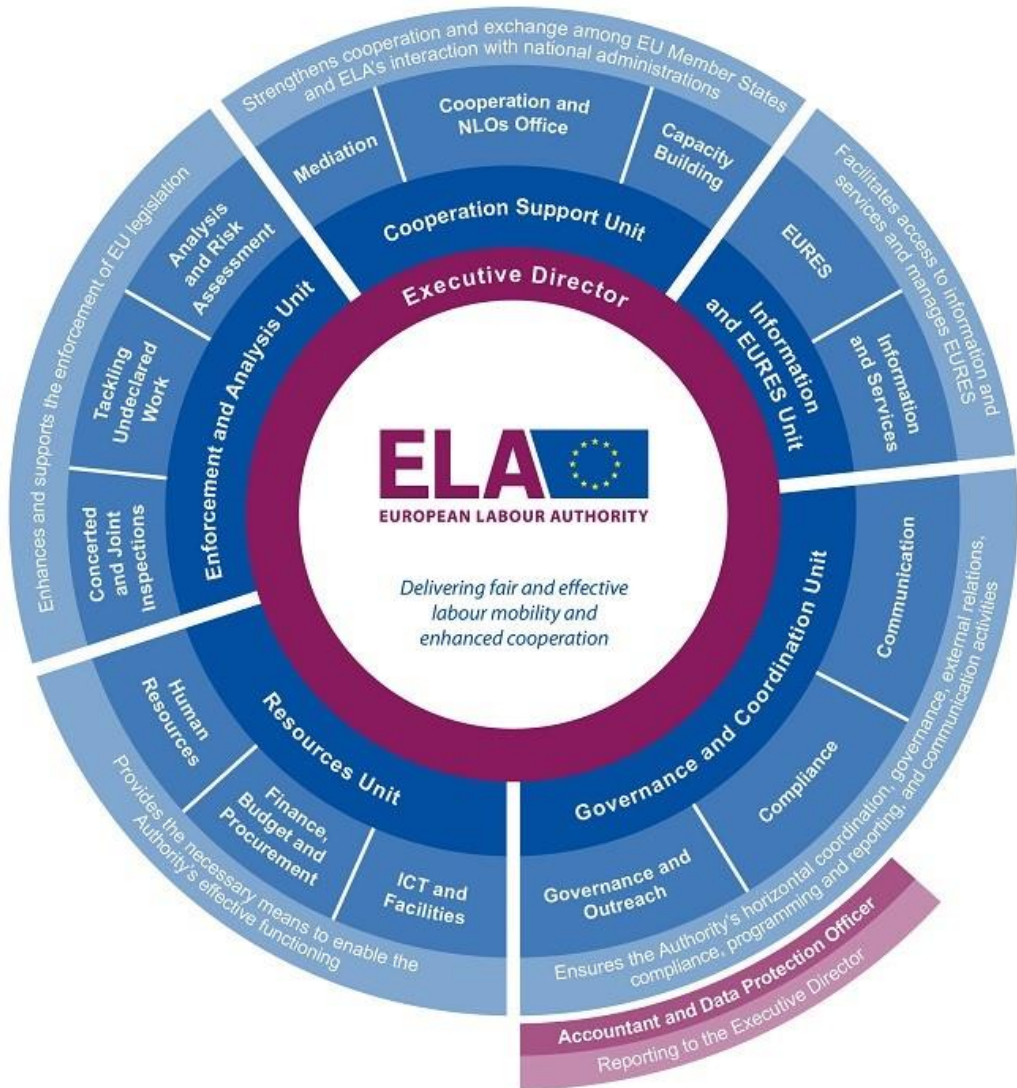 Strengthens cooperation and exchange among EU Member States
and ELA's interaction with national administrations
Mediation
Cooperation and
NLOs Office
Capacity
Building
Cooperation Support Unit
Facilitates access to information and
services and manages EURES
EURES
Information
and Services
Information
and EURES Unit
Ensures the Authority's horizontal coordination, governance, external relations,
compliance, programming and reporting, and communication activities
Communication
Compliance
Governance and
Outreach
Governance and Coordination Unit
Accountant and Data Protection Officer
Reporting to the Executive Director
Provides the necessary means to enable the
Authority's effective functioning
Human
Resources
Finance,
Budget and
Procurement
ICT and
Facilities
Resources Unit
Enhances and supports the enforcement of EU legislation
Analysis
and Risk
Assessment
Tackling
Undeclared
Work
Concerted
and Joint
Inspections
Enforcement and Analysis Unit
Executive Director
ELA
EUROPEAN LABOUR AUTHORITY
Delivering fair and effective
labour mobility and
enhanced cooperation